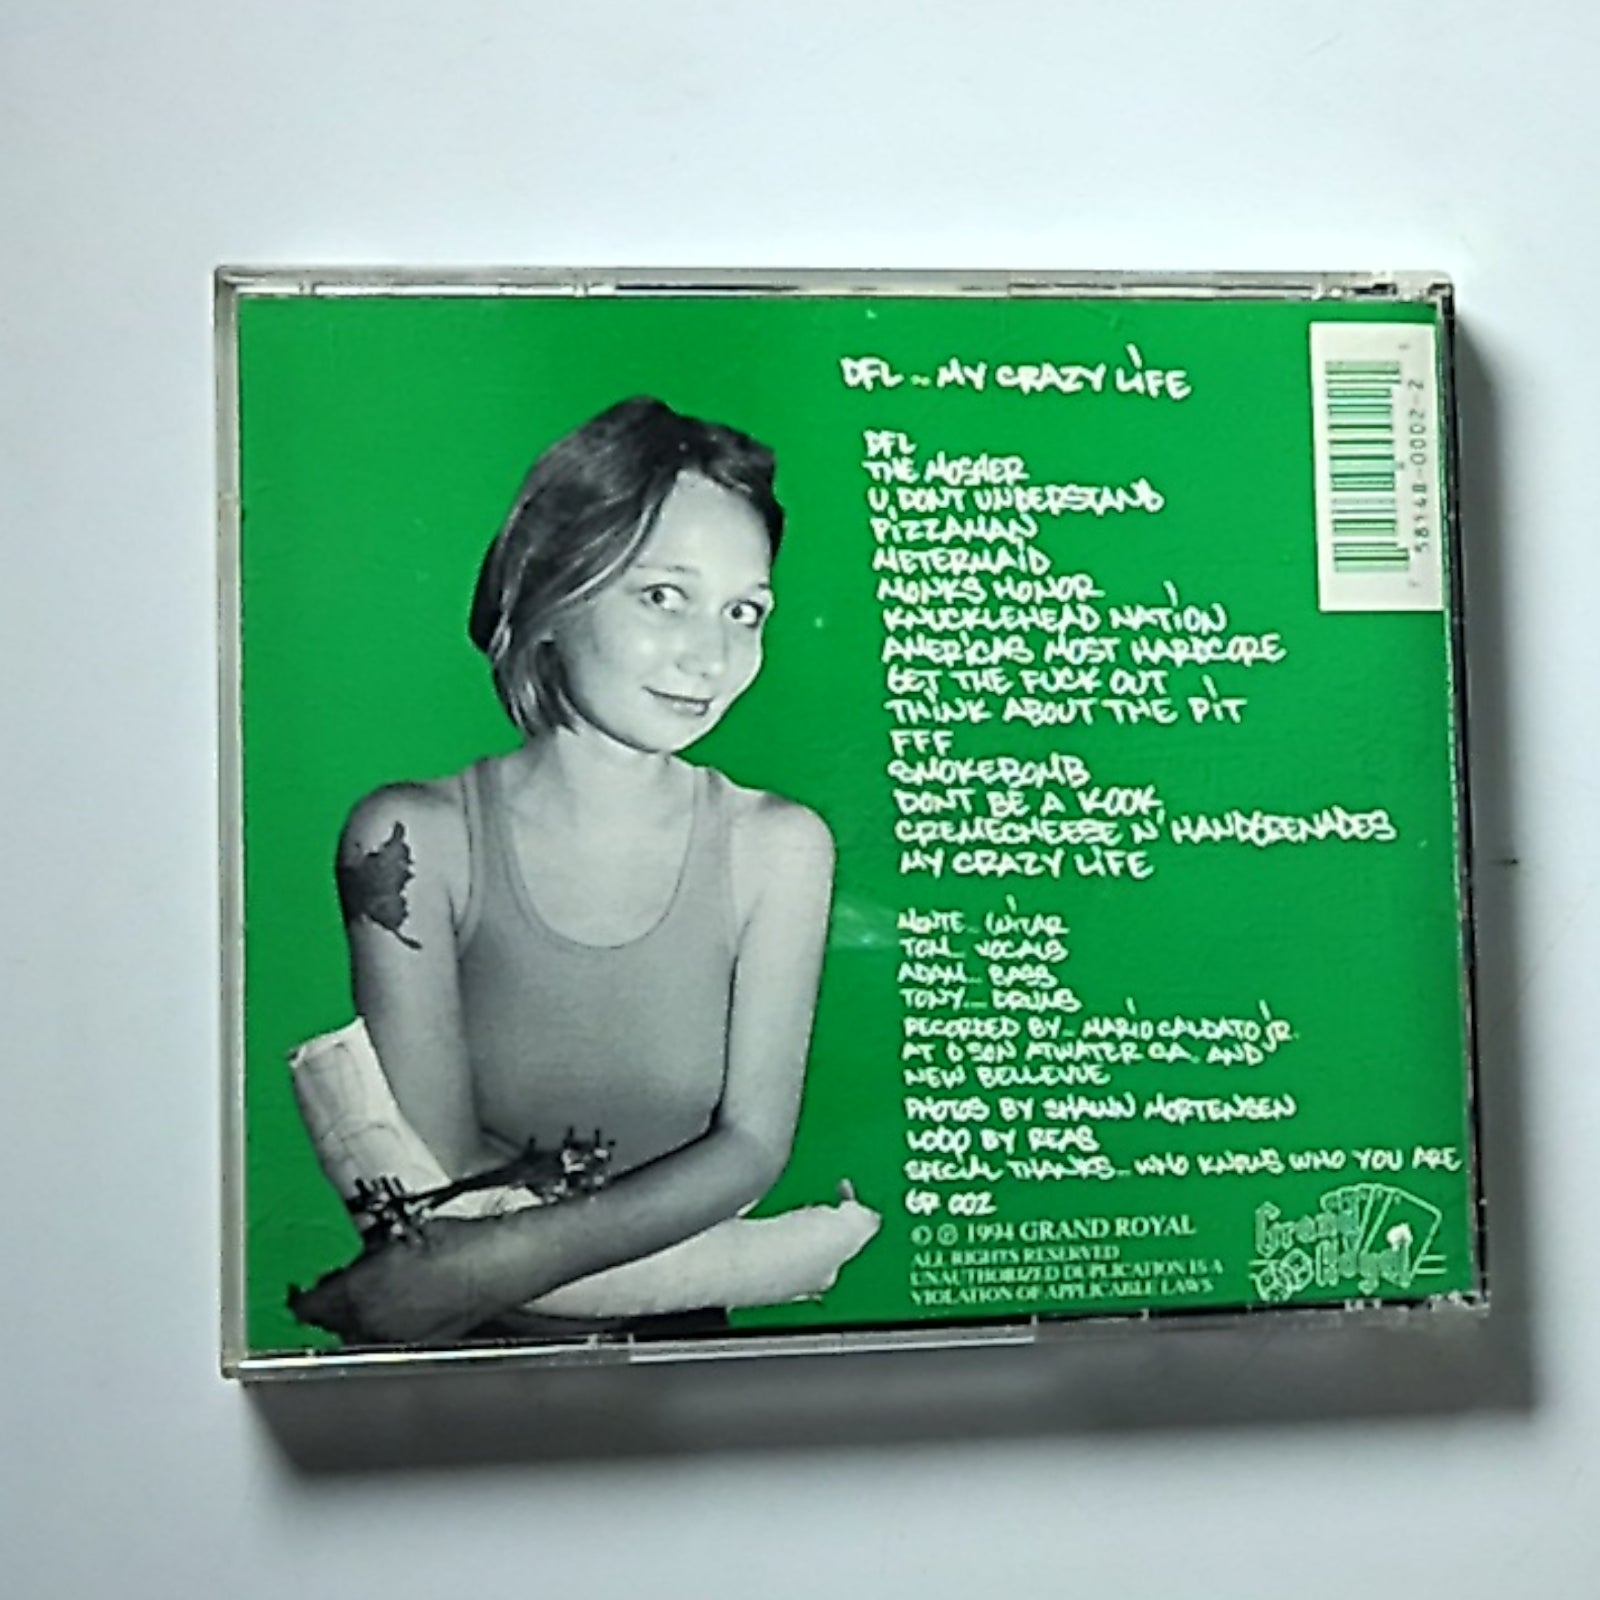 DFL ~ MY CRAZY LIFE
DFL
THE MOSHER
U DONT UNDERSTAND
PIZZAMAN
METERMAID
MONKS HONOR
KNUCKLEHEAD NATION
AMERICAS MOST HARDCORE
GET THE FUCK OUT
THINK ABOUT THE PIT
FFF
SMOKEBOMB
DONT BE A KOOK
CREMECHEESE N' HANDGRENADES
MY CRAZY LIFE
MONTE... GITAR
TOM... VOCALS
ADAM... BASS
TONY... DRUMS
RECORDED BY... MARIO CALDATO JR.
AT D SON ATWATER CA. AND
NEW BELLEVUE
PHOTOS BY SHAWN MORTENSEN
LOGO BY REAS
SPECIAL THANKS... WHO KNOWS WHO YOU ARE
GR 002
© ℗ 1994 GRAND ROYAL
ALL RIGHTS RESERVED
UNAUTHORIZED DUPLICATION IS A
VIOLATION OF APPLICABLE LAWS
Grand
Royal
58148-0002-2